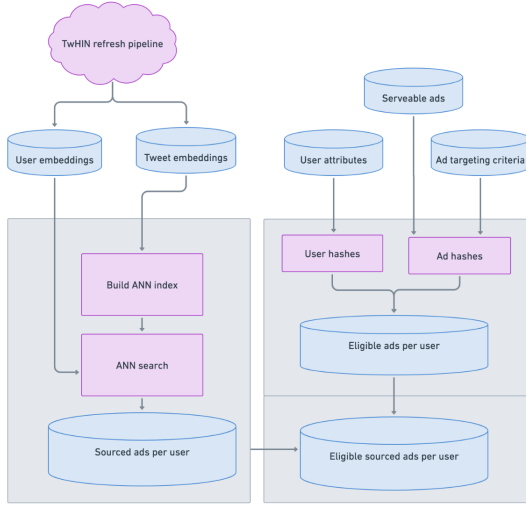 TwHIN refresh pipeline
Serveable ads
User embeddings
Tweet embeddings
User attributes
Ad targeting criteria
User hashes
Ad hashes
Build ANN index
Eligible ads per user
ANN search
Sourced ads per user
Eligible sourced ads per user